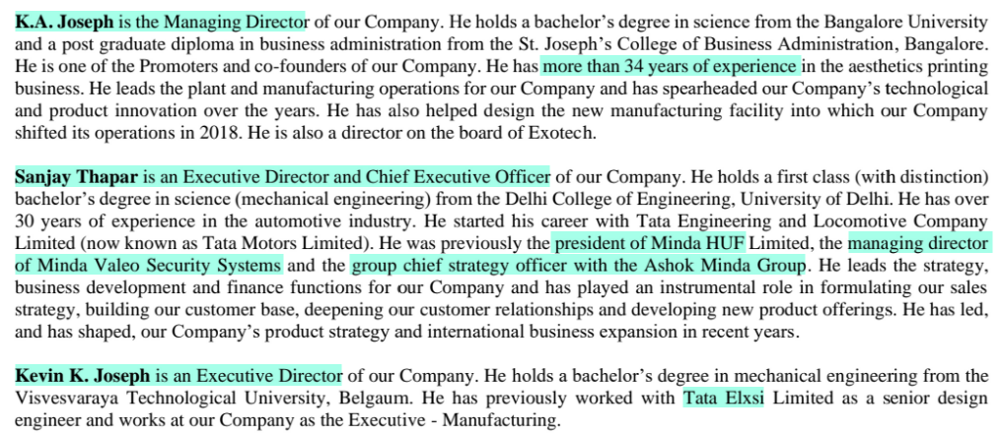 K.A. Joseph is the Managing Director of our Company. He holds a bachelor’s degree in science from the Bangalore University
and a post graduate diploma in business administration from the St. Joseph’s College of Business Administration, Bangalore.
He is one of the Promoters and co-founders of our Company. He has more than 34 years of experience in the aesthetics printing
business. He leads the plant and manufacturing operations for our Company and has spearheaded our Company’s technological
and product innovation over the years. He has also helped design the new manufacturing facility into which our Company
shifted its operations in 2018. He is also a director on the board of Exotech.
Sanjay Thapar is an Executive Director and Chief Executive Officer of our Company. He holds a first class (with distinction)
bachelor’s degree in science (mechanical engineering) from the Delhi College of Engineering, University of Delhi. He has over
30 years of experience in the automotive industry. He started his career with Tata Engineering and Locomotive Company
Limited (now known as Tata Motors Limited). He was previously the president of Minda HUF Limited, the managing director
of Minda Valeo Security Systems and the group chief strategy officer with the Ashok Minda Group. He leads the strategy,
business development and finance functions for our Company and has played an instrumental role in formulating our sales
strategy, building our customer base, deepening our customer relationships and developing new product offerings. He has led,
and has shaped, our Company’s product strategy and international business expansion in recent years.
Kevin K. Joseph is an Executive Director of our Company. He holds a bachelor’s degree in mechanical engineering from the
Visvesvaraya Technological University, Belgaum. He has previously worked with Tata Elxsi Limited as a senior design
engineer and works at our Company as the Executive - Manufacturing.